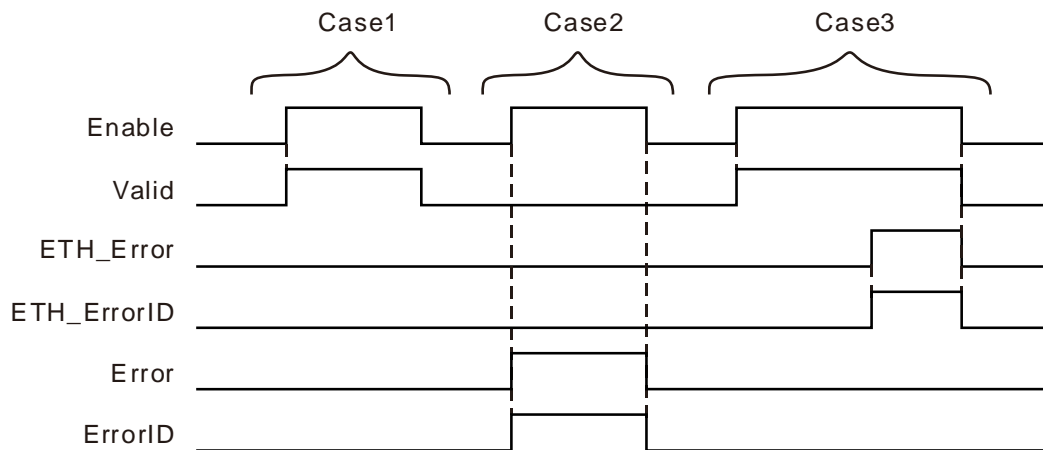 Case1 Case2 Case3
Enable
Valid
ETH_Error
ETH_ErrorID
Error
ErrorID